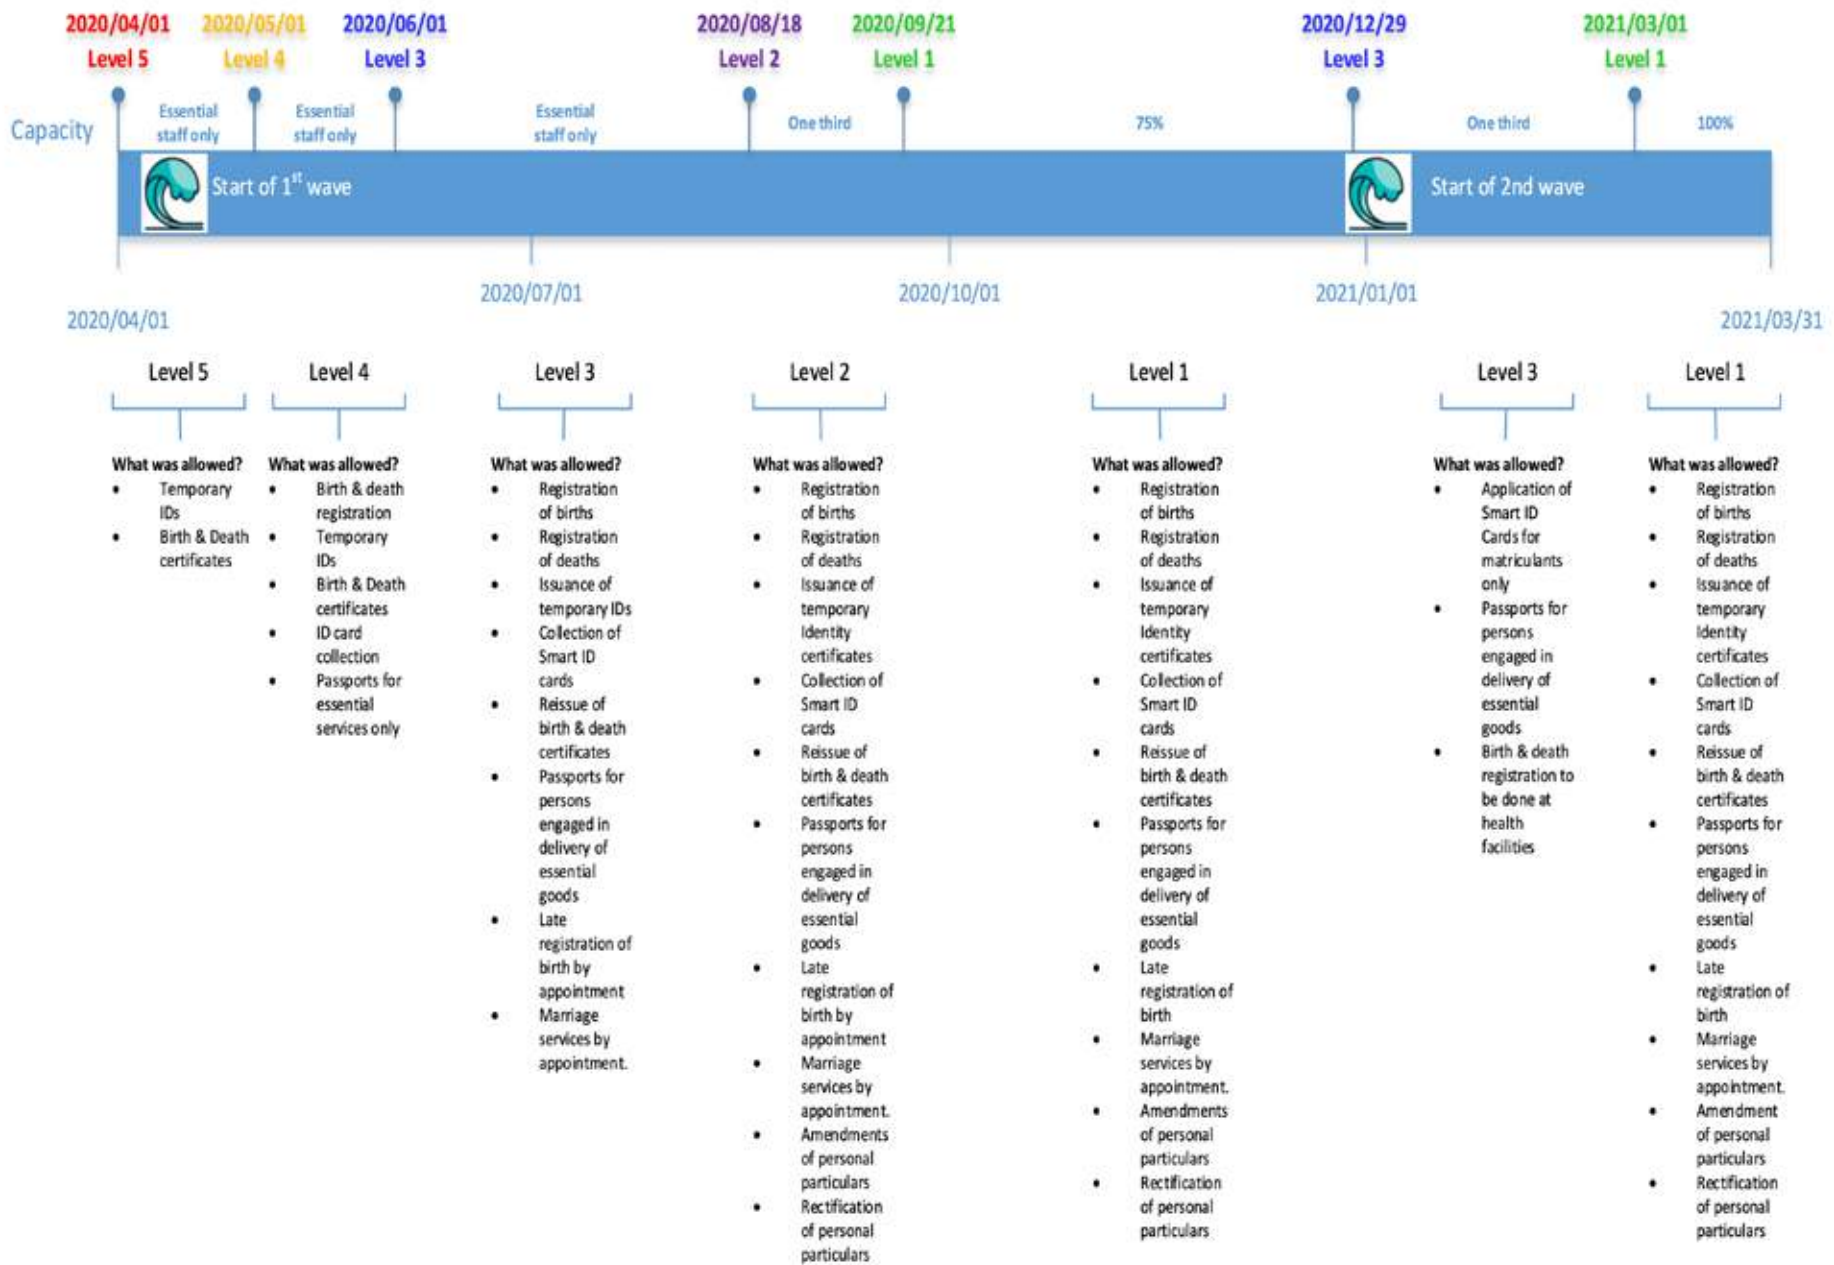 2020/04/01
Level 5
2020/05/01
Level 4
2020/06/01
Level 3
2020/08/18
Level 2
2020/09/21
Level 1
2020/12/29
Level 3
2021/03/01
Level 1
Capacity
Essential
staff only
Essential
staff only
Essential
staff only
One third
75%
One third
100%
Start of 1st wave
Start of 2nd wave
2020/04/01
2020/07/01
2020/10/01
2021/01/01
2021/03/31
Level 5
What was allowed?
• Temporary
IDs
• Birth & Death
certificates
Level 4
What was allowed?
• Birth & death
registration
• Temporary
IDs
• Birth & Death
certificates
• ID card
collection
• Passports for
essential
services only
Level 3
What was allowed?
• Registration
of births
• Registration
of deaths
• Issuance of
temporary IDs
• Collection of
Smart ID
cards
• Reissue of
birth & death
certificates
• Passports for
persons
engaged in
delivery of
essential
goods
• Late
registration of
birth by
appointment
• Marriage
services by
appointment.
Level 2
What was allowed?
• Registration
of births
• Registration
of deaths
• Issuance of
temporary
Identity
certificates
• Collection of
Smart ID
cards
• Reissue of
birth & death
certificates
• Passports for
persons
engaged in
delivery of
essential
goods
• Late
registration of
birth by
appointment
• Marriage
services by
appointment.
• Amendments
of personal
particulars
• Rectification
of personal
particulars
Level 1
What was allowed?
• Registration
of births
• Registration
of deaths
• Issuance of
temporary
Identity
certificates
• Collection of
Smart ID
cards
• Reissue of
birth & death
certificates
• Passports for
persons
engaged in
delivery of
essential
goods
• Late
registration of
birth
• Marriage
services by
appointment.
• Amendments
of personal
particulars
• Rectification
of personal
particulars
Level 3
What was allowed?
• Application of
Smart ID
Cards for
matriculants
only
• Passports for
persons
engaged in
delivery of
essential
goods
• Birth & death
registration to
be done at
health
facilities
Level 1
What was allowed?
• Registration
of births
• Registration
of deaths
• Issuance of
temporary
Identity
certificates
• Collection of
Smart ID
cards
• Reissue of
birth & death
certificates
• Passports for
persons
engaged in
delivery of
essential
goods
• Late
registration of
birth
• Marriage
services by
appointment.
• Amendment
of personal
particulars
• Rectification
of personal
particulars